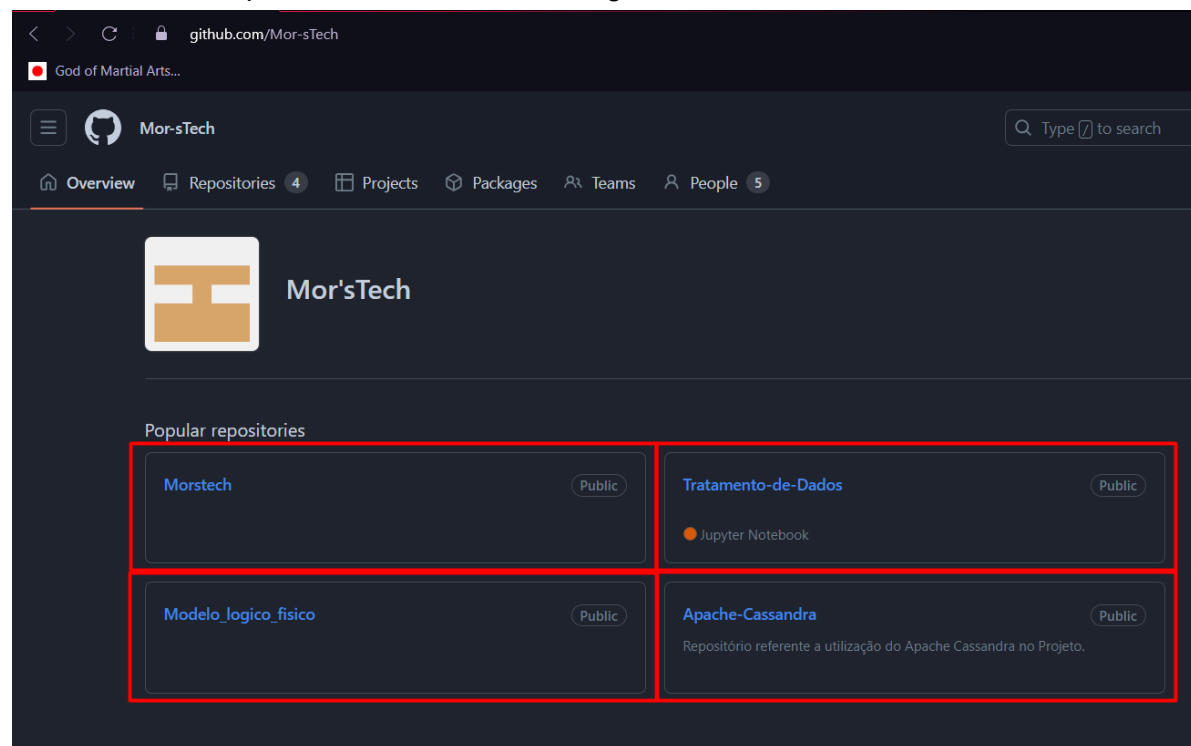 github.com/Mor-sTech
God of Martial Arts...
Mor-sTech
Type / to search
Overview Repositories 4 Projects Packages Teams People 5
Mor'sTech
Popular repositories
Morstech Public
Tratamento-de-Dados Public
Jupyter Notebook
Modelo_logico_fisico Public
Apache-Cassandra Public
Repositório referente a utilização do Apache Cassandra no Projeto.